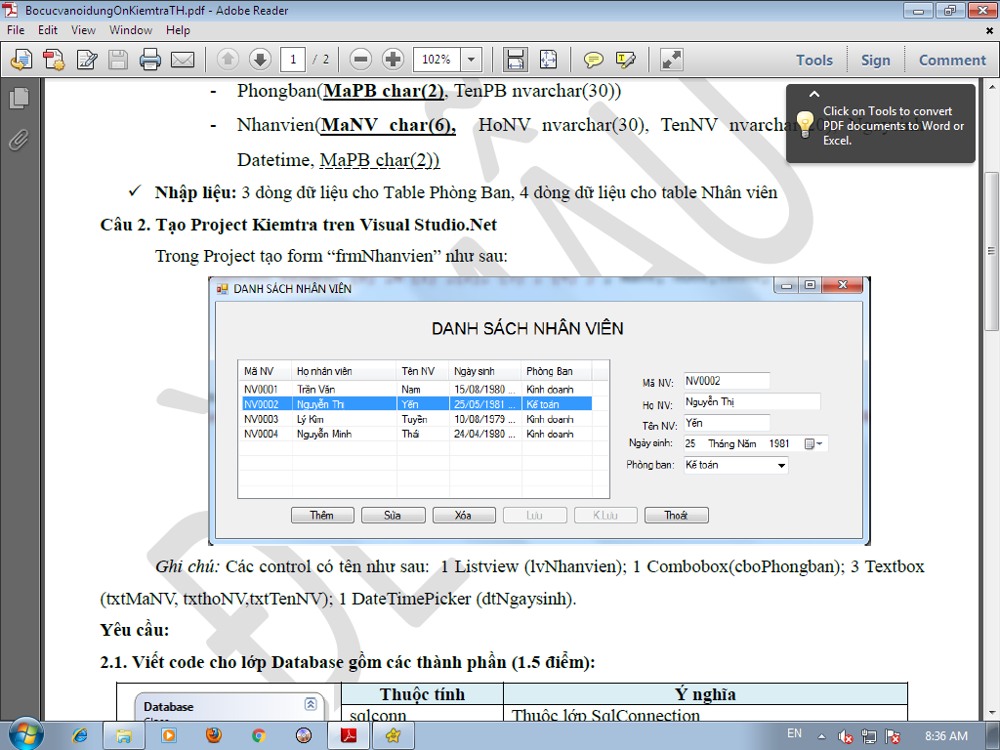 BocucvanoidungOnKiemtraTH.pdf - Adobe Reader
File Edit View Window Help
1 / 2 102% Tools Sign Comment
- Phongban(MaPB char(2), TenPB nvarchar(30))
- Nhanvien(MaNV char(6), HoNV nvarchar(30), TenNV
Datetime, MaPB char(2))
Click on Tools to convert
PDF documents to Word or
Excel.
✓ Nhập liệu: 3 dòng dữ liệu cho Table Phòng Ban, 4 dòng dữ liệu cho table Nhân viên
Câu 2. Tạo Project Kiemtra tren Visual Studio.Net
Trong Project tạo form “frmNhanvien” như sau:
DANH SÁCH NHÂN VIÊN
DANH SÁCH NHÂN VIÊN
Mã NV Họ nhân viên Tên NV Ngày sinh Phòng Ban
NV0001 Trần Văn Nam 15/08/1980 ... Kinh doanh
NV0002 Nguyễn Thị Yến 25/05/1981 ... Kế toán
NV0003 Lý Kim Tuyền 10/08/1979 ... Kinh doanh
NV0004 Nguyễn Minh Thái 24/04/1980 ... Kinh doanh
Mã NV: NV0002
Họ NV: Nguyễn Thị
Tên NV: Yến
Ngày sinh: 25 Tháng Năm 1981
Phòng ban: Kế toán
Thêm Sửa Xóa Lưu K.Lưu Thoát
Ghi chú: Các control có tên như sau: 1 Listview (lvNhanvien); 1 Combobox(cboPhongban); 3 Textbox
(txtMaNV, txthoNV,txtTenNV); 1 DateTimePicker (dtNgaysinh).
Yêu cầu:
2.1. Viết code cho lớp Database gồm các thành phần (1.5 điểm):
Database
Thuộc tính Ý nghĩa
sqlconn Thuộc lớp SqlConnection
ĐỀ MẪU
EN 8:36 AM